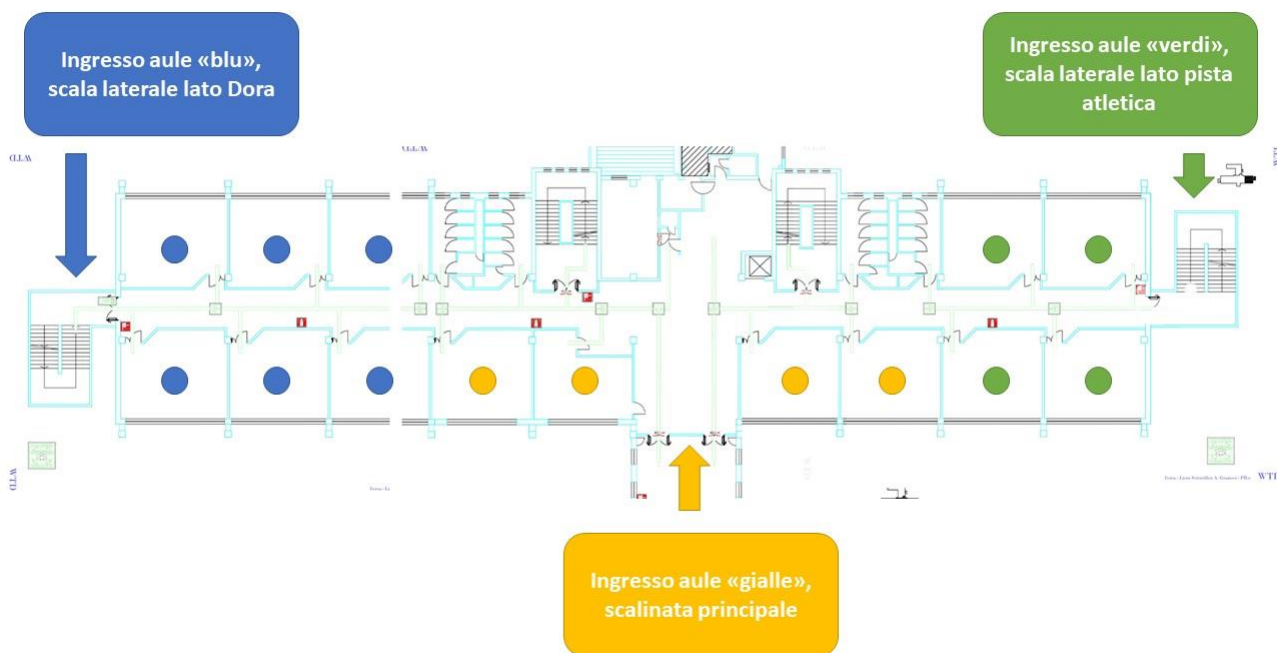 Ingresso aule «blu»,
scala laterale lato Dora
Ingresso aule «verdi»,
scala laterale lato pista
atletica
Ingresso aule «gialle»,
scalinata principale